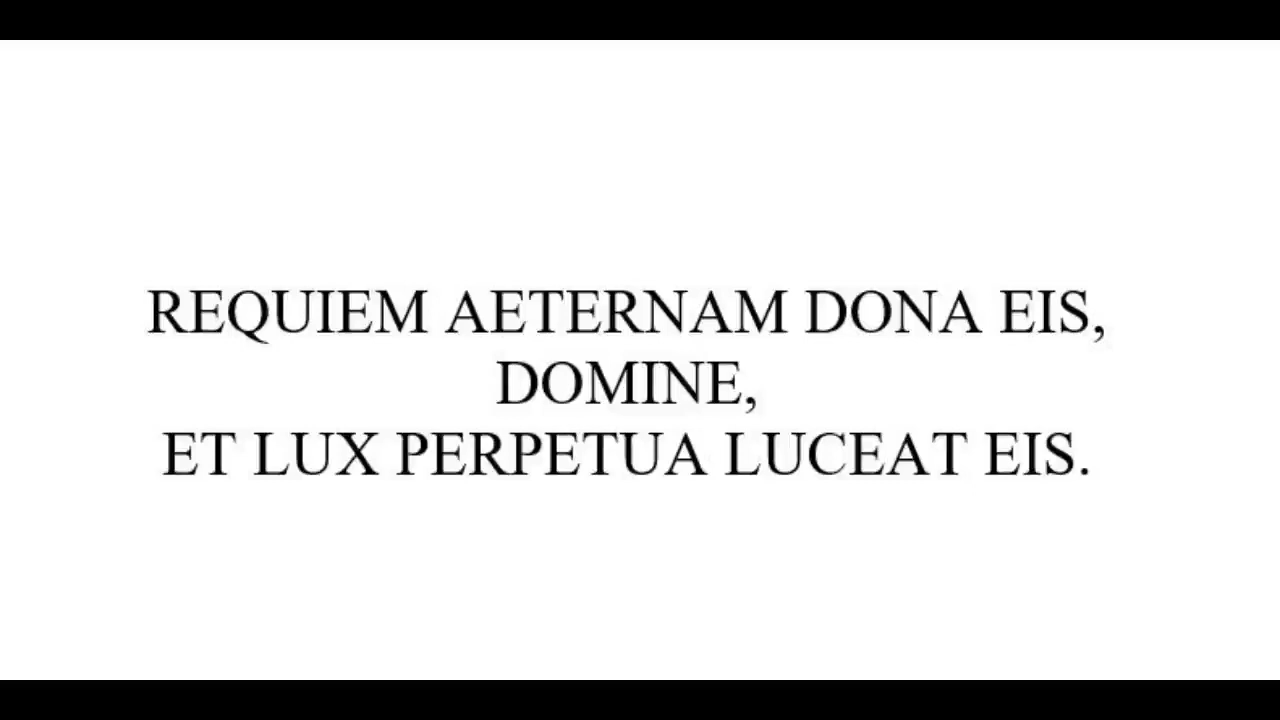 REQUIEM AETERNAM DONA EIS,
DOMINE,
ET LUX PERPETUA LUCEAT EIS.